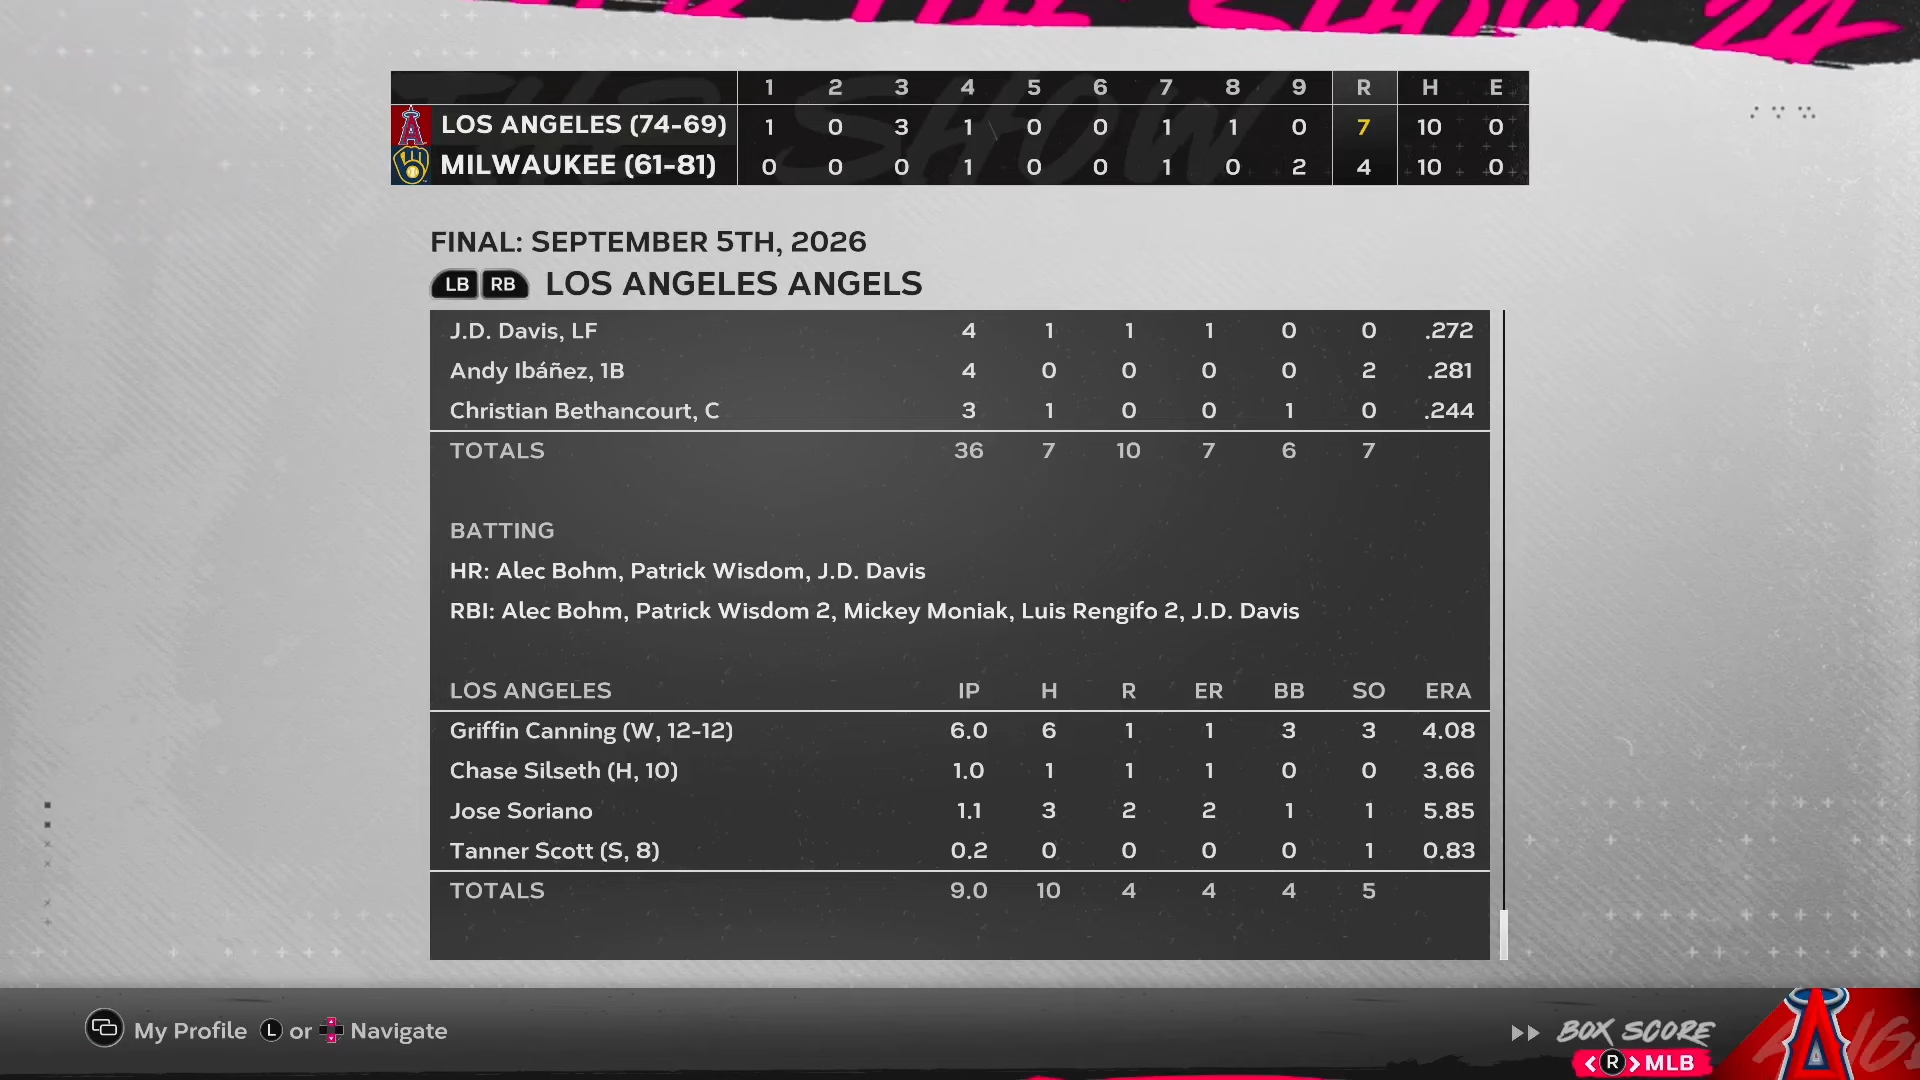 THE SHOW 24
1 2 3 4 5 6 7 8 9 R H E
LOS ANGELES (74-69) 1 0 3 1 0 0 1 1 0 7 10 0
MILWAUKEE (61-81) 0 0 0 1 0 0 1 0 2 4 10 0
FINAL: SEPTEMBER 5TH, 2026
LB RB LOS ANGELES ANGELS
J.D. Davis, LF 4 1 1 1 0 0 .272
Andy Ibáñez, 1B 4 0 0 0 0 2 .281
Christian Bethancourt, C 3 1 0 0 1 0 .244
TOTALS 36 7 10 7 6 7
BATTING
HR: Alec Bohm, Patrick Wisdom, J.D. Davis
RBI: Alec Bohm, Patrick Wisdom 2, Mickey Moniak, Luis Rengifo 2, J.D. Davis
LOS ANGELES IP H R ER BB SO ERA
Griffin Canning (W, 12-12) 6.0 6 1 1 3 3 4.08
Chase Silseth (H, 10) 1.0 1 1 1 0 0 3.66
Jose Soriano 1.1 3 2 2 1 1 5.85
Tanner Scott (S, 8) 0.2 0 0 0 0 1 0.83
TOTALS 9.0 10 4 4 4 5
My Profile L or Navigate
BOX SCORE
R MLB